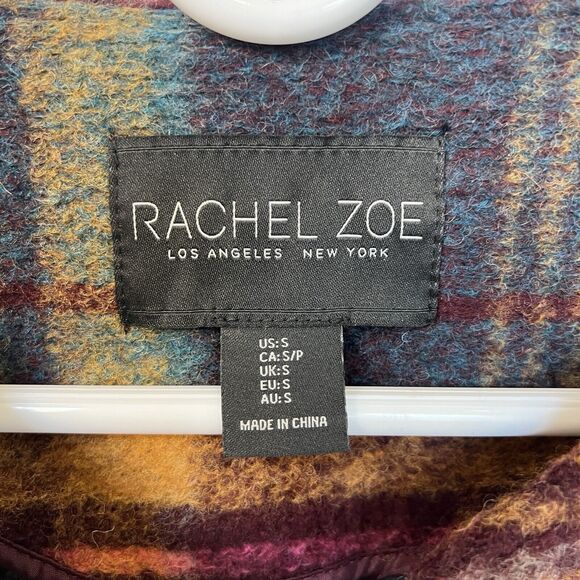 RACHEL ZOE
LOS ANGELES NEW YORK
US: S
CA: S/P
UK: S
EU: S
AU: S
MADE IN CHINA